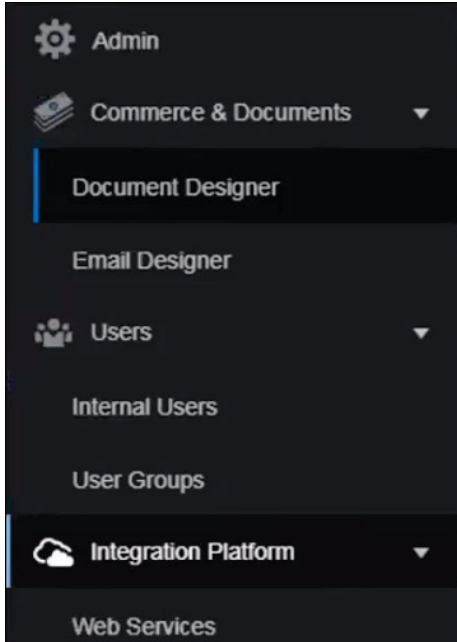 Admin
Commerce & Documents
Document Designer
Email Designer
Users
Internal Users
User Groups
Integration Platform
Web Services